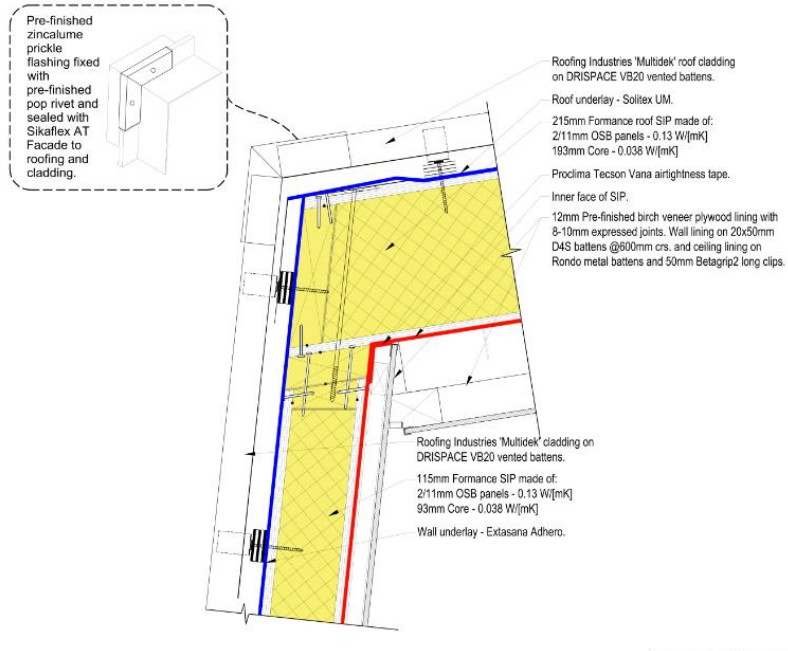 Pre-finished
zincalume
prickle
flashing fixed
with
pre-finished
pop rivet and
sealed with
Sikaflex AT
Facade to
roofing and
cladding.
Roofing Industries 'Multidek' roof cladding
on DRISPACE VB20 vented battens.
Roof underlay - Solitex UM.
215mm Formance roof SIP made of:
2/11mm OSB panels - 0.13 W/[mK]
193mm Core - 0.038 W/[mK]
Proclima Tecson Vana airtightness tape.
Inner face of SIP.
12mm Pre-finished birch veneer plywood lining with
8-10mm expressed joints. Wall lining on 20x50mm
D4S battens @600mm crs. and ceiling lining on
Rondo metal battens and 50mm Betagrip2 long clips.
Roofing Industries 'Multidek' cladding on
DRISPACE VB20 vented battens.
115mm Formance SIP made of:
2/11mm OSB panels - 0.13 W/[mK]
93mm Core - 0.038 W/[mK]
Wall underlay - Extasana Adhero.